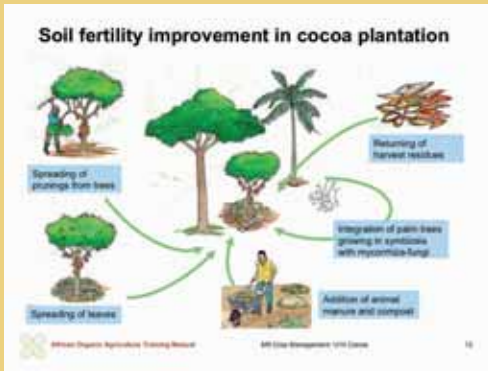 Soil fertility improvement in cocoa plantation
Spreading of
prunings from trees
Returning of
harvest residues
Integration of palm trees
growing in symbiosis
with mycorrhiza-fungi
Spreading of leaves
Addition of animal
manure and compost
African Organic Agriculture Training Manual
Crop Management: Cocoa